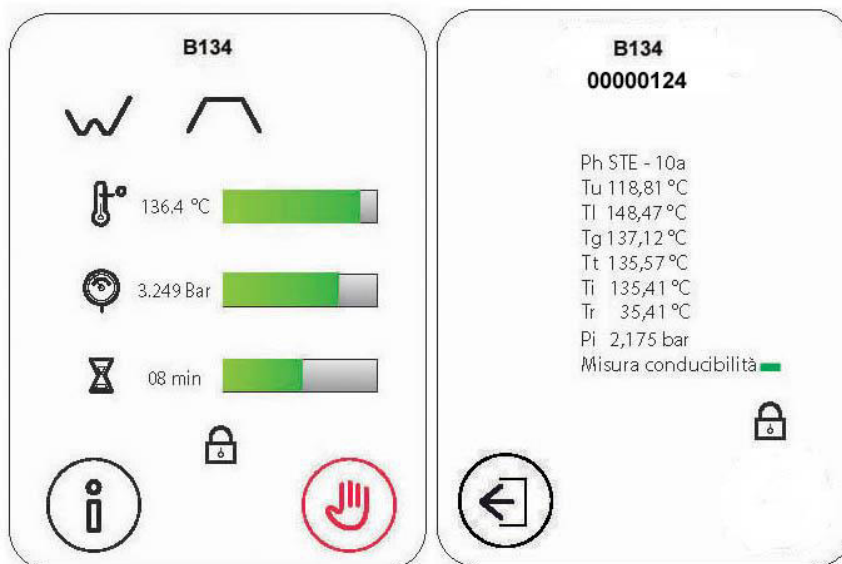 B134
136.4 °C
3.249 Bar
08 min
B134
00000124
Ph STE - 10a
Tu 118,81 °C
Tl 148,47 °C
Tg 137,12 °C
Tt 135,57 °C
Ti 135,41 °C
Tr 35,41 °C
Pi 2,175 bar
Misura conducibilità